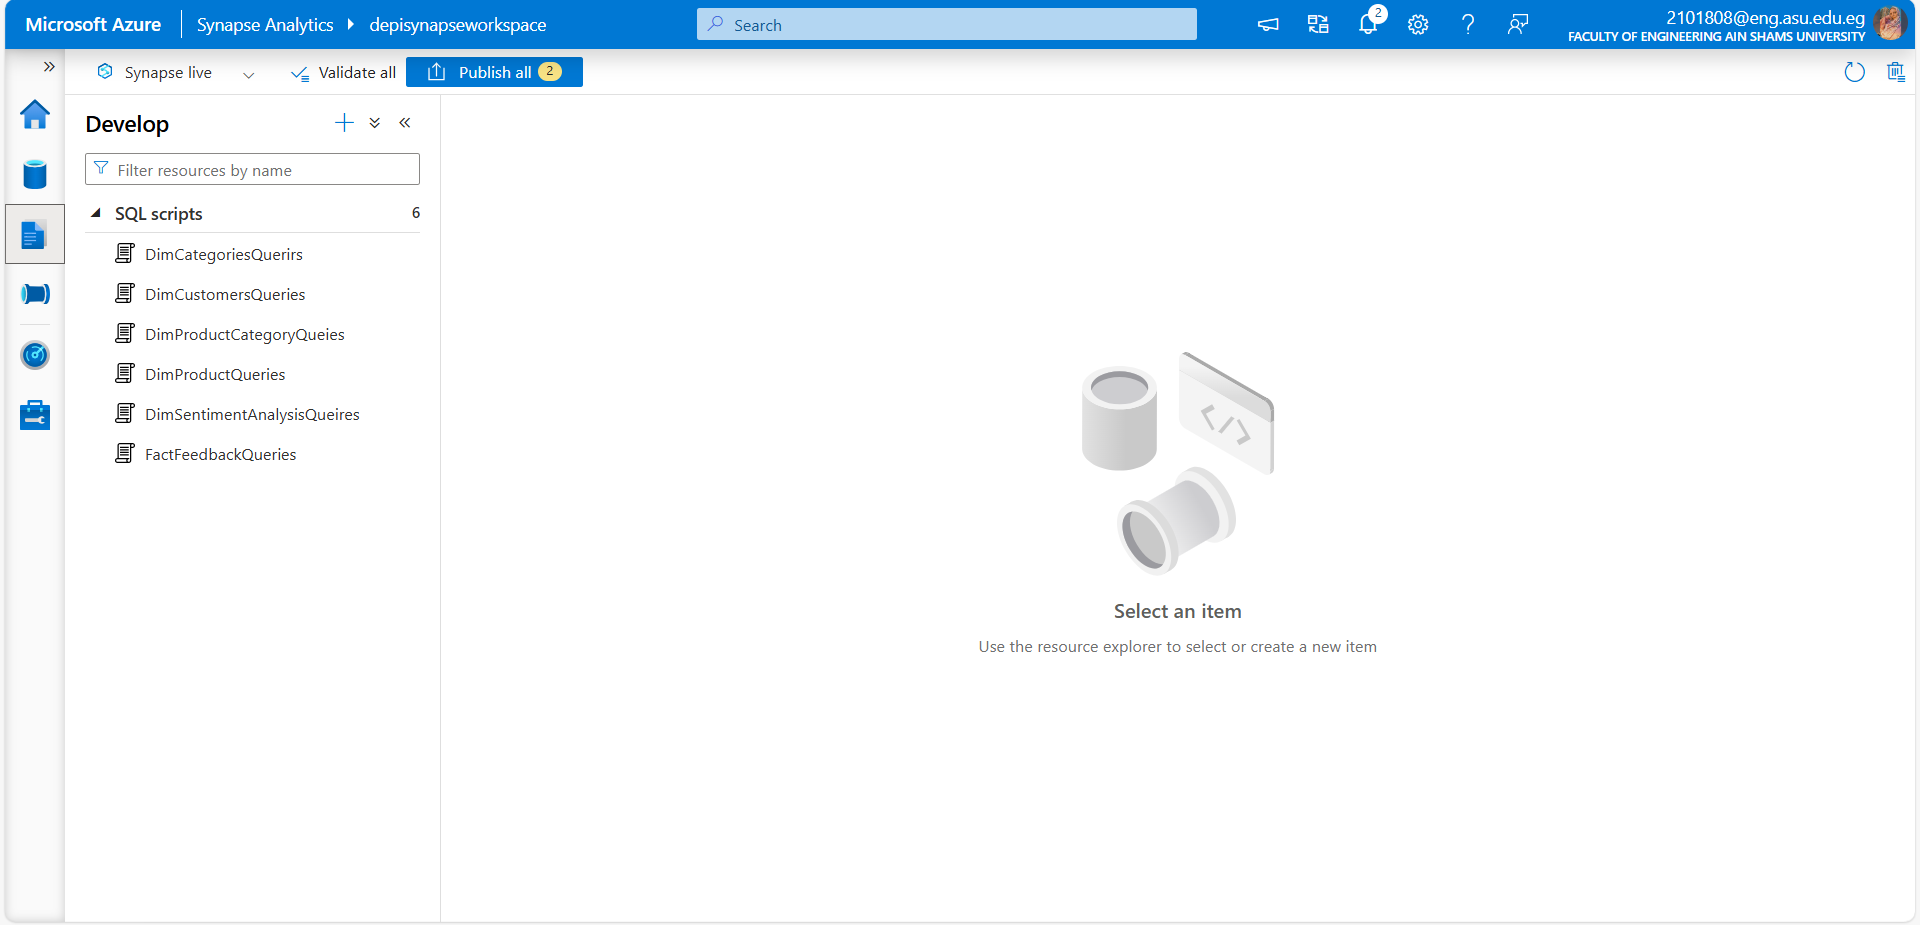 Microsoft Azure
Synapse Analytics
depisynapseworkspace
Search
2
2101808@eng.asu.edu.eg
FACULTY OF ENGINEERING AIN SHAMS UNIVERSITY
Synapse live
Validate all
Publish all 2
Develop
Filter resources by name
SQL scripts 6
DimCategoriesQuerirs
DimCustomersQueries
DimProductCategoryQueies
DimProductQueries
DimSentimentAnalysisQueires
FactFeedbackQueries
</>
Select an item
Use the resource explorer to select or create a new item